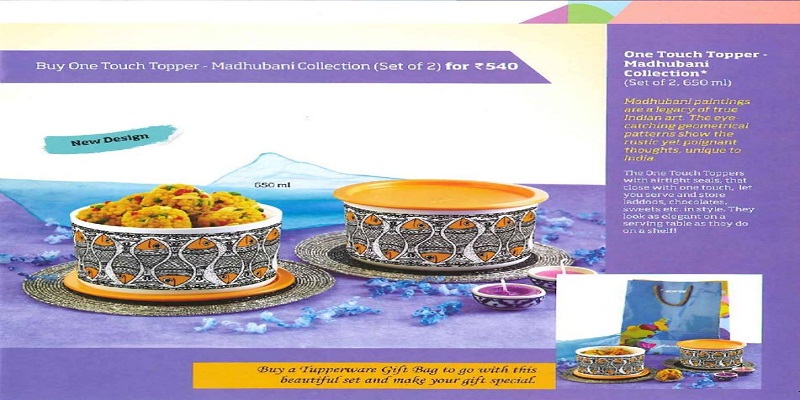 Buy One Touch Topper - Madhubani Collection (Set of 2) for ₹540
New Design
650 ml
One Touch Topper -
Madhubani
Collection*
(Set of 2, 650 ml)
Madhubani paintings
are a legacy of true
Indian art. The eye-
catching geometrical
patterns show the
rustic yet poignant
thoughts, unique to
India
The One Touch Toppers
with airtight seals, that
close with one touch, let
you serve and store
laddoos, chocolates,
sweets etc. in style. They
look as elegant on a
serving table as they do
on a shelf!
Buy a Tupperware Gift Bag to go with this
beautiful set and make your gift special.